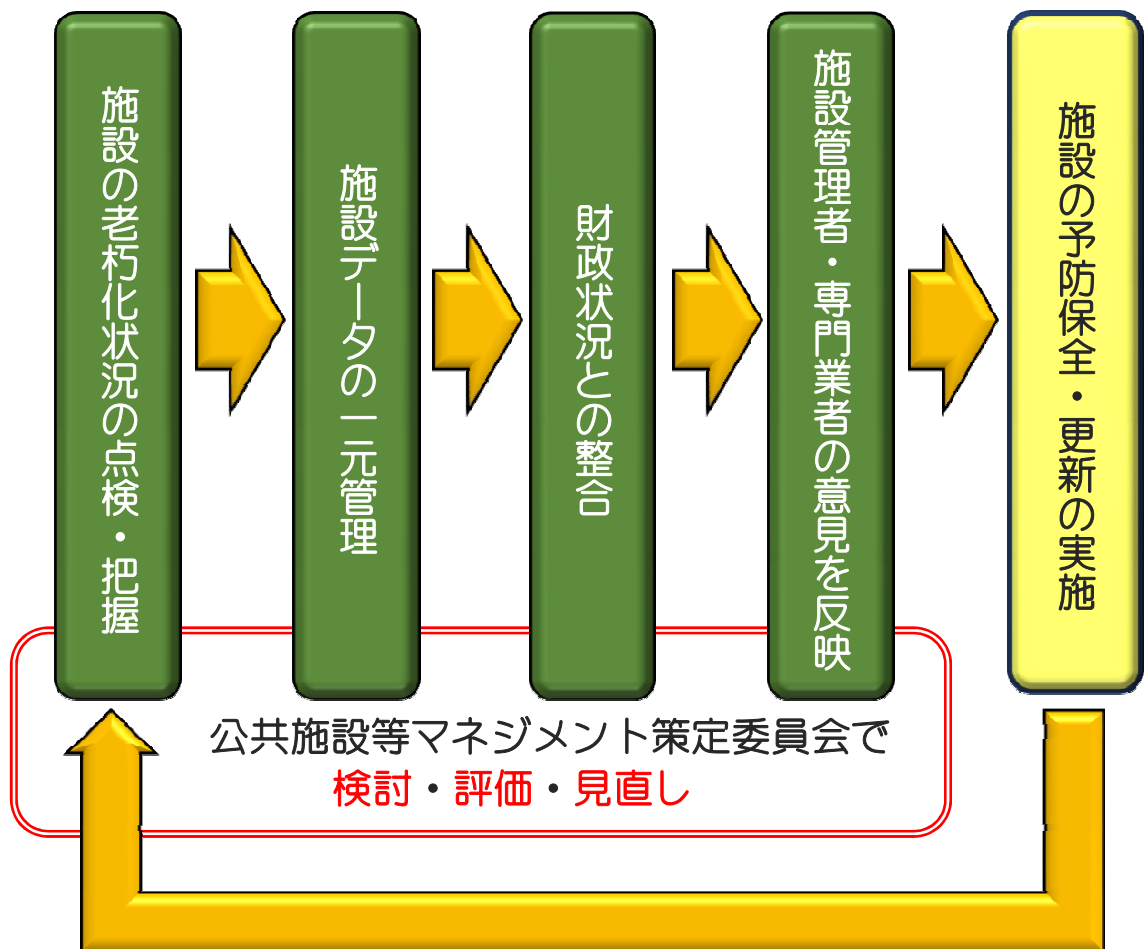 施設の老朽化状況の点検・把握
施設データの一元管理
財政状況との整合
施設管理者・専門業者の意見を反映
施設の予防保全・更新の実施
公共施設等マネジメント策定委員会で
検討・評価・見直し